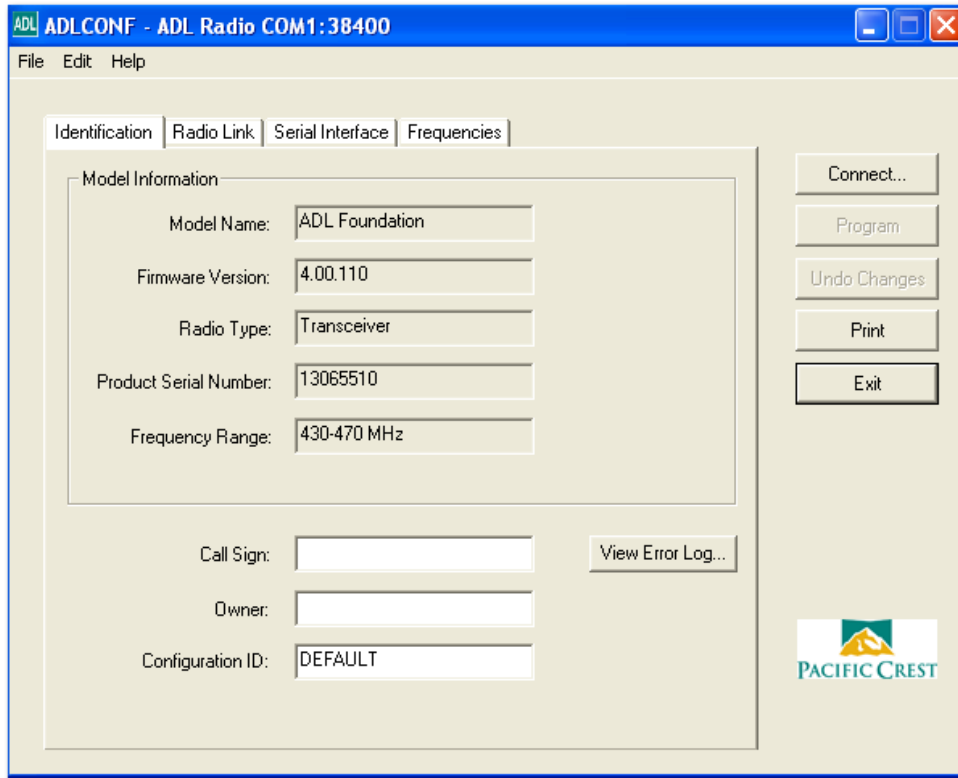 ADL ADLCONF - ADL Radio COM1:38400
File Edit Help
Identification Radio Link Serial Interface Frequencies
Model Information
Model Name: ADL Foundation
Firmware Version: 4.00.110
Radio Type: Transceiver
Product Serial Number: 13065510
Frequency Range: 430-470 MHz
Call Sign:
View Error Log...
Owner:
Configuration ID: DEFAULT
Connect...
Program
Undo Changes
Print
Exit
PACIFIC CREST